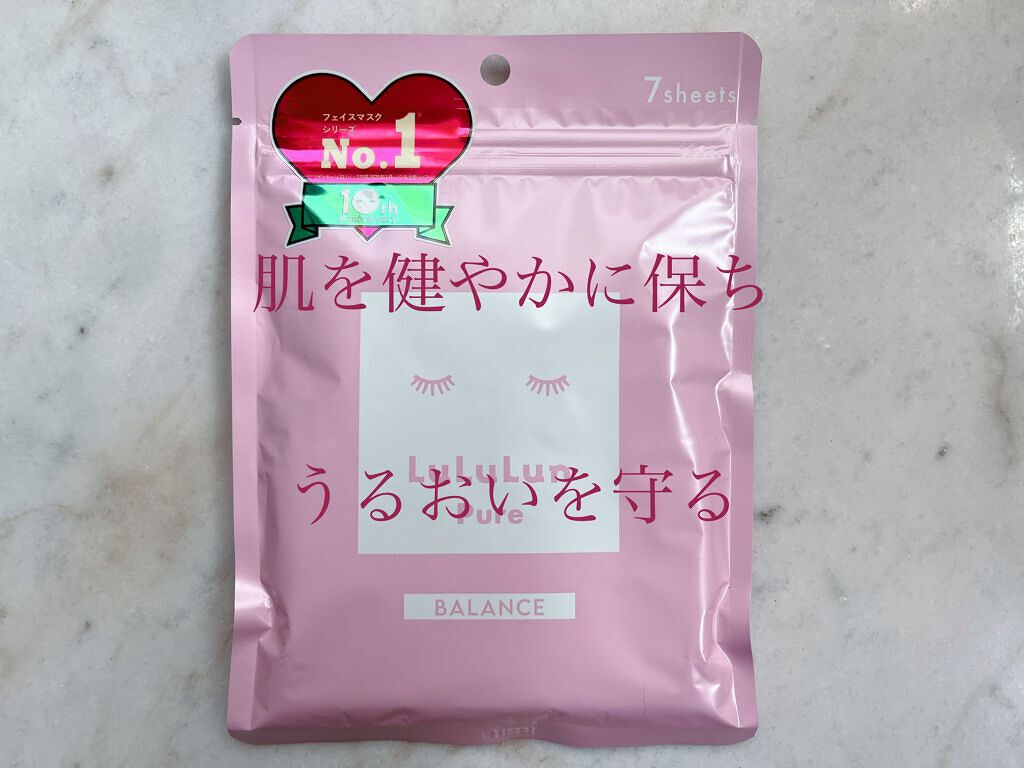 7sheets
フェイスマスク
シリーズ
No.1
10th
肌を健やかに保ち
LuLuLun
うるおいを守る
Pure
BALANCE